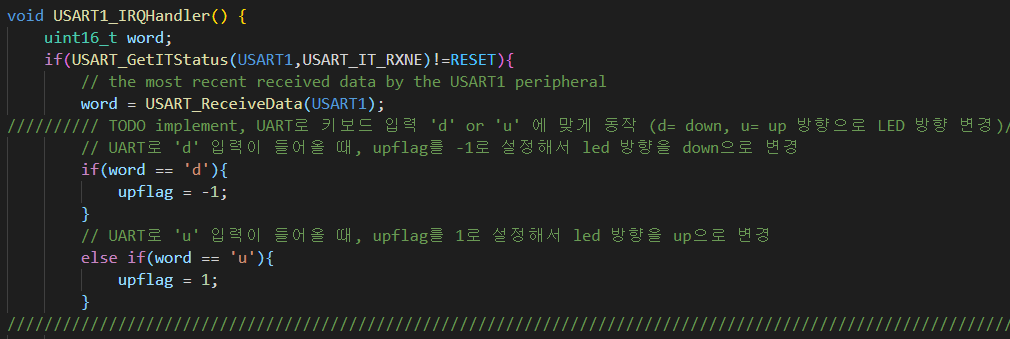 void USART1_IRQHandler() {
    uint16_t word;
    if(USART_GetITStatus(USART1,USART_IT_RXNE)!=RESET){
        // the most recent received data by the USART1 peripheral
        word = USART_ReceiveData(USART1);
////////// TODO implement, UART로 키보드 입력 'd' or 'u' 에 맞게 동작 (d= down, u= up 방향으로 LED 방향 변경)/
        // UART로 'd' 입력이 들어올 때, upflag를 -1로 설정해서 led 방향을 down으로 변경
        if(word == 'd'){
            upflag = -1;
        }
        // UART로 'u' 입력이 들어올 때, upflag를 1로 설정해서 led 방향을 up으로 변경
        else if(word == 'u'){
            upflag = 1;
        }
/////////////////////////////////////////////////////////////////////////////////////////////////////////////